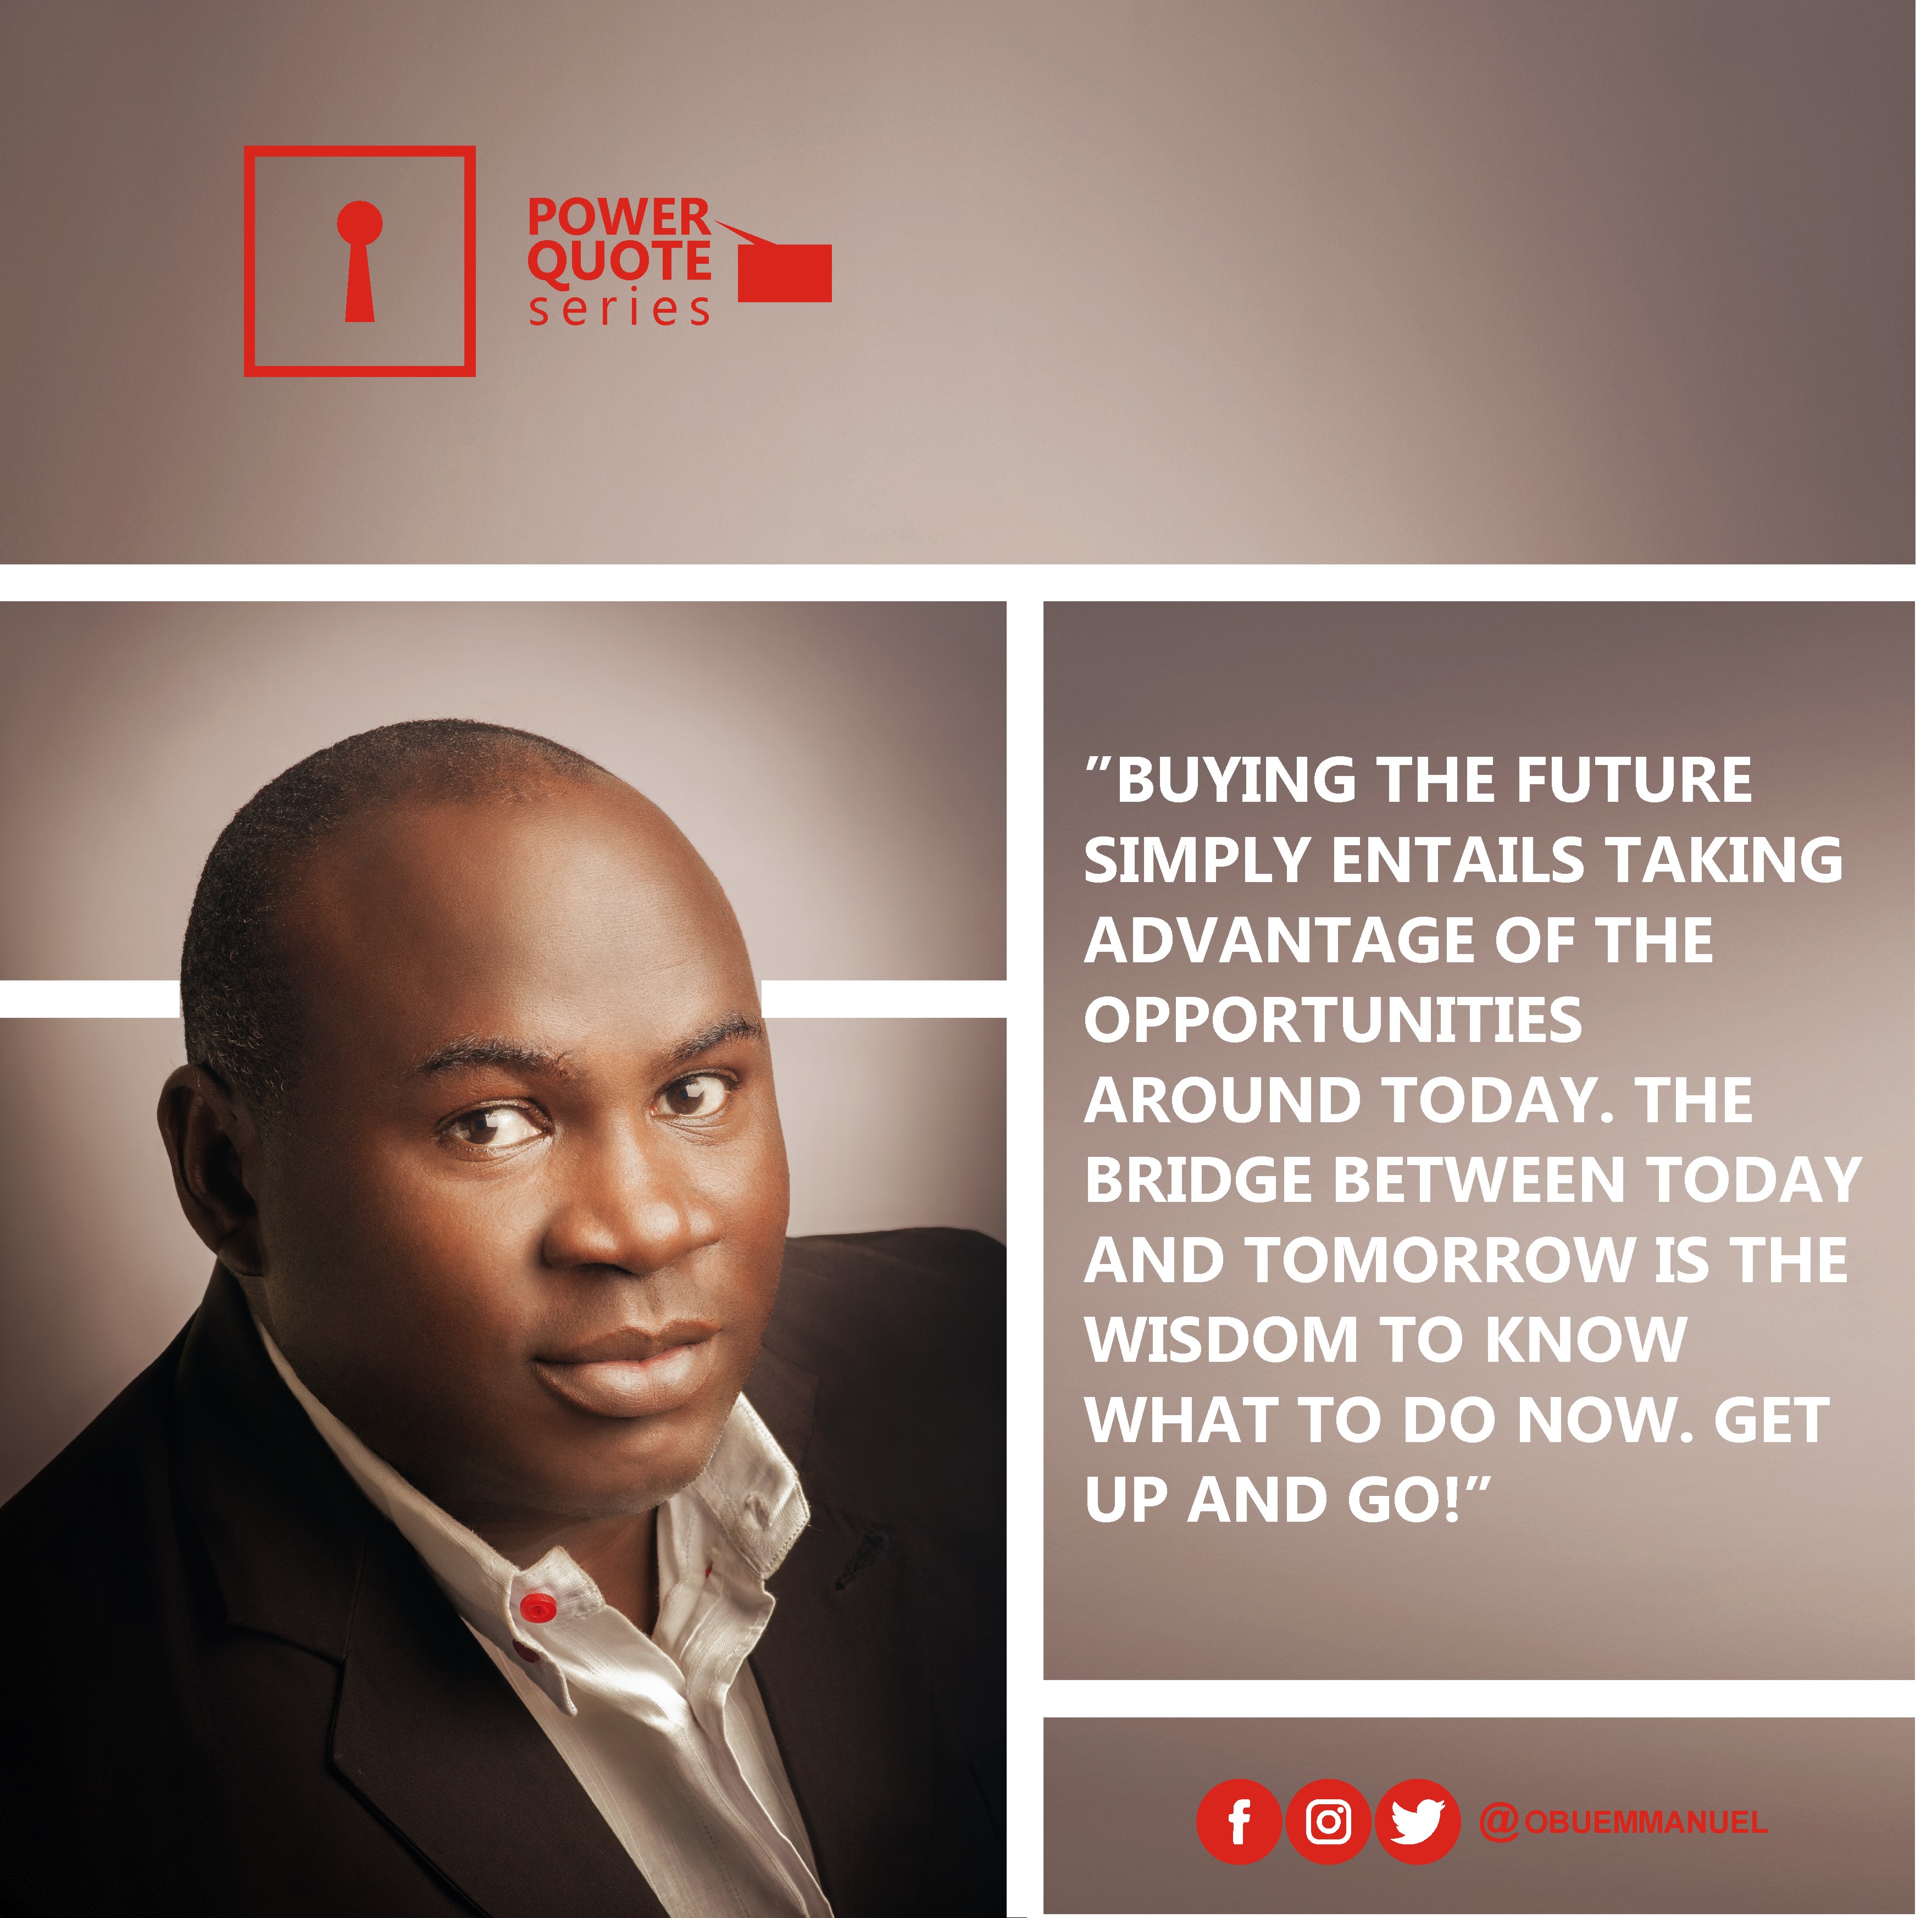 POWER
QUOTE
series
"BUYING THE FUTURE
SIMPLY ENTAILS TAKING
ADVANTAGE OF THE
OPPORTUNITIES
AROUND TODAY. THE
BRIDGE BETWEEN TODAY
AND TOMORROW IS THE
WISDOM TO KNOW
WHAT TO DO NOW. GET
UP AND GO!"
@OBUEMMANUEL